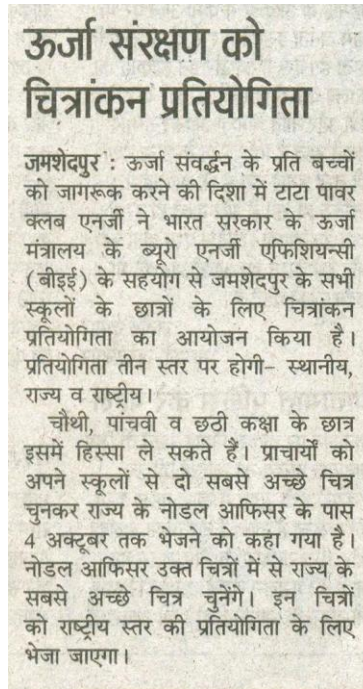 ऊर्जा संरक्षण को
चित्रांकन प्रतियोगिता
जमशेदपुर : ऊर्जा संवर्द्धन के प्रति बच्चों
को जागरूक करने की दिशा में टाटा पावर
क्लब एनर्जी ने भारत सरकार के ऊर्जा
मंत्रालय के ब्यूरो एनर्जी एफिशियन्सी
(बीइई) के सहयोग से जमशेदपुर के सभी
स्कूलों के छात्रों के लिए चित्रांकन
प्रतियोगिता का आयोजन किया है।
प्रतियोगिता तीन स्तर पर होगी- स्थानीय,
राज्य व राष्ट्रीय।
चौथी, पांचवी व छठी कक्षा के छात्र
इसमें हिस्सा ले सकते हैं। प्राचार्यों को
अपने स्कूलों से दो सबसे अच्छे चित्र
चुनकर राज्य के नोडल आफिसर के पास
4 अक्टूबर तक भेजने को कहा गया है।
नोडल आफिसर उक्त चित्रों में से राज्य के
सबसे अच्छे चित्र चुनेंगे। इन चित्रों
को राष्ट्रीय स्तर की प्रतियोगिता के लिए
भेजा जाएगा।